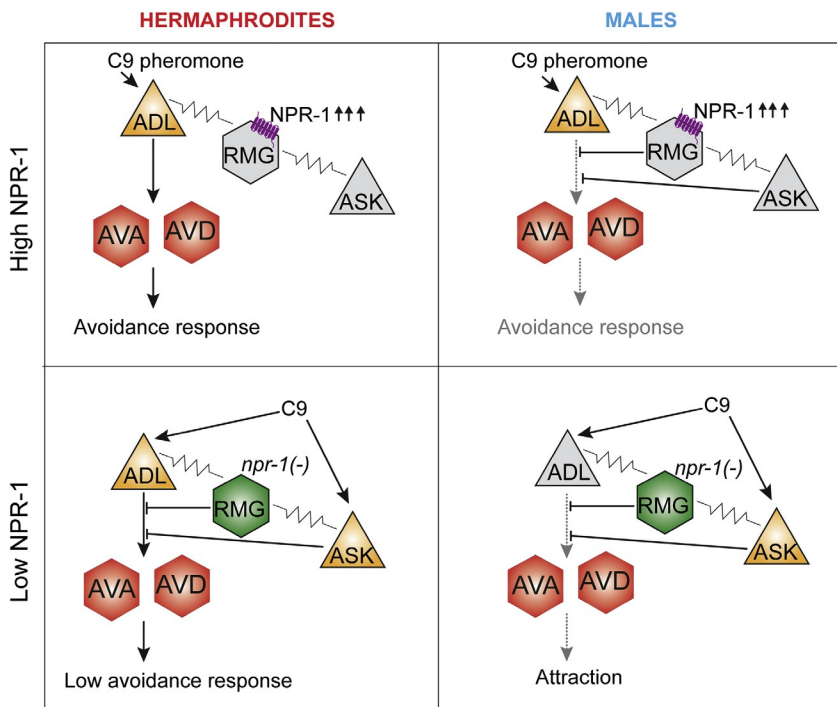 HERMAPHRODITES
MALES
High NPR-1
C9 pheromone
ADL
NPR-1
RMG
ASK
AVA
AVD
Avoidance response
C9 pheromone
ADL
NPR-1
RMG
ASK
AVA
AVD
Avoidance response
Low NPR-1
C9
ADL
npr-1(-)
RMG
ASK
AVA
AVD
Low avoidance response
C9
ADL
npr-1(-)
RMG
ASK
AVA
AVD
Attraction